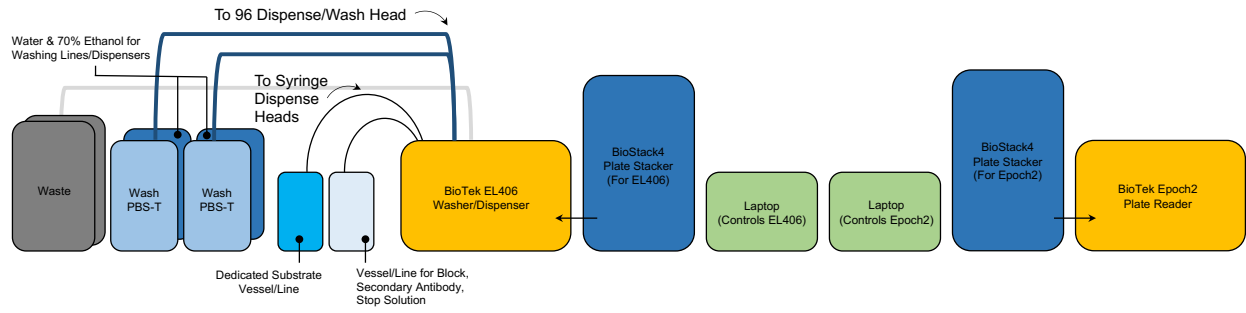 To 96 Dispense/Wash Head
Water & 70% Ethanol for
Washing Lines/Dispensers
To Syringe
Dispense
Heads
Waste
Wash
PBS-T
Wash
PBS-T
BioTek EL406
Washer/Dispenser
BioStack4
Plate Stacker
(For EL406)
Laptop
(Controls EL406)
Laptop
(Controls Epoch2)
BioStack4
Plate Stacker
(For Epoch2)
BioTek Epoch2
Plate Reader
Dedicated Substrate
Vessel/Line
Vessel/Line for Block,
Secondary Antibody,
Stop Solution